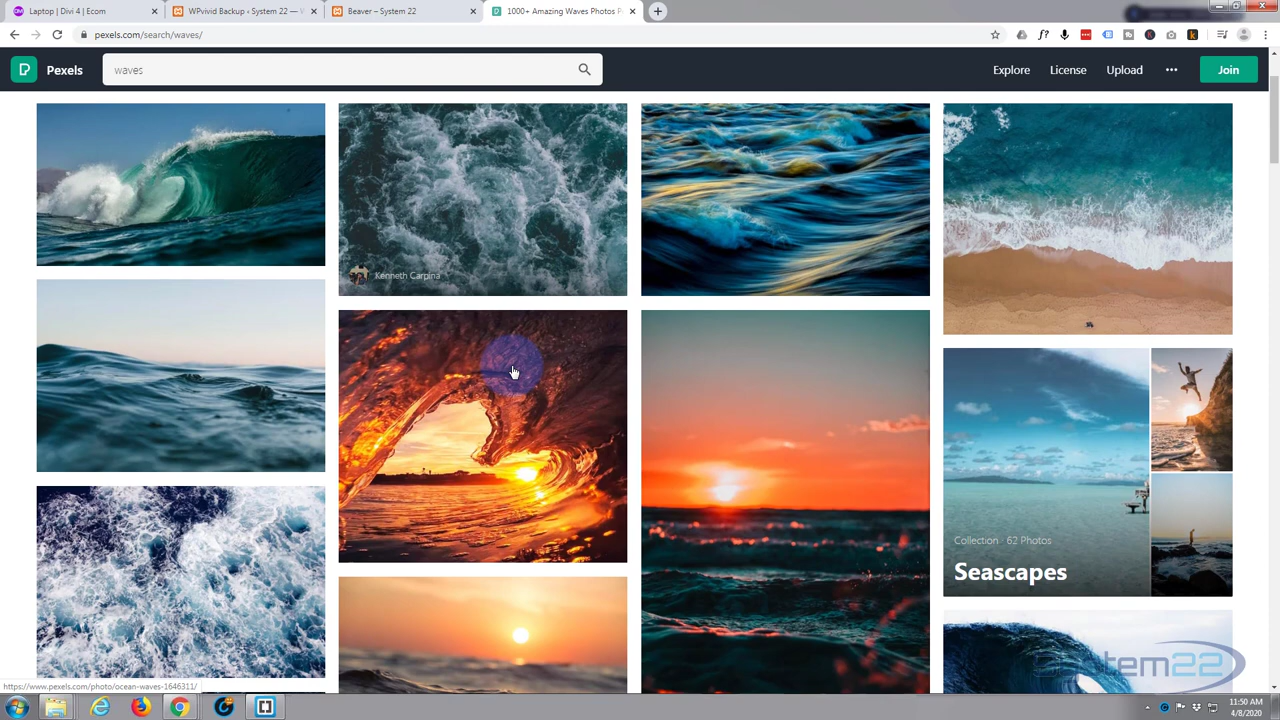 Laptop | Divi 4 | Ecom
WPvivid Backup ‹ System 22 — W
Beaver – System 22
1000+ Amazing Waves Photos P
pexels.com/search/waves/
Pexels
waves
Explore
License
Upload
Join
Kenneth Carpina
Collection · 62 Photos
Seascapes
System22
https://www.pexels.com/photo/ocean-waves-1646311/
11:50 AM
4/8/2020